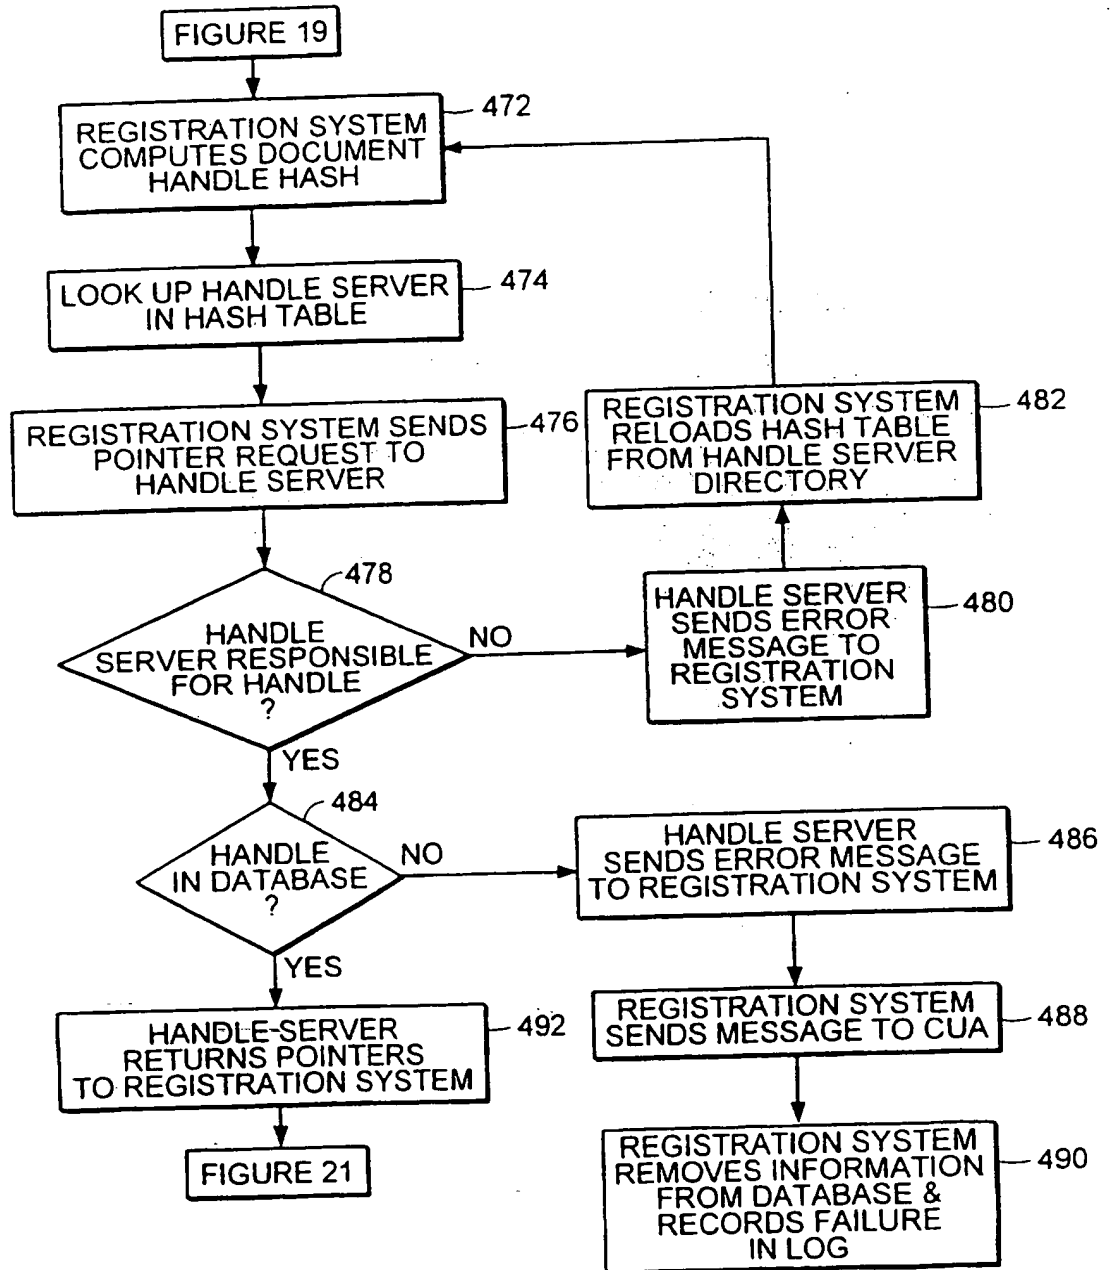 FIGURE 19
REGISTRATION SYSTEM
COMPUTES DOCUMENT
HANDLE HASH
472
LOOK UP HANDLE SERVER
IN HASH TABLE
474
REGISTRATION SYSTEM SENDS
POINTER REQUEST TO
HANDLE SERVER
476
REGISTRATION SYSTEM
RELOADS HASH TABLE
FROM HANDLE SERVER
DIRECTORY
482
478
HANDLE
SERVER RESPONSIBLE
FOR HANDLE
?
NO
HANDLE SERVER
SENDS ERROR
MESSAGE TO
REGISTRATION
SYSTEM
480
YES
484
HANDLE
IN DATABASE
?
NO
HANDLE SERVER
SENDS ERROR MESSAGE
TO REGISTRATION SYSTEM
486
YES
HANDLE-SERVER
RETURNS POINTERS
TO REGISTRATION SYSTEM
492
REGISTRATION SYSTEM
SENDS MESSAGE TO CUA
488
FIGURE 21
REGISTRATION SYSTEM
REMOVES INFORMATION
FROM DATABASE &
RECORDS FAILURE
IN LOG
490